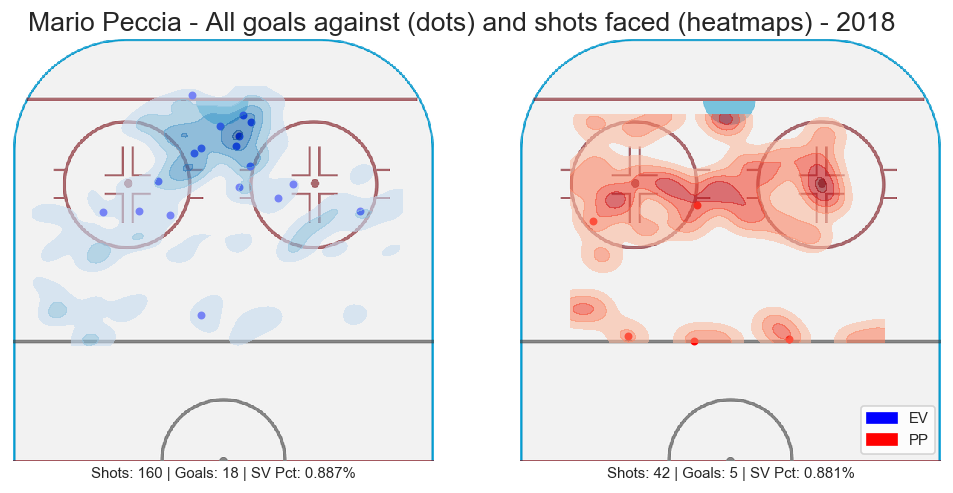 Mario Peccia - All goals against (dots) and shots faced (heatmaps) - 2018
EV
PP
Shots: 160 | Goals: 18 | SV Pct: 0.887%
Shots: 42 | Goals: 5 | SV Pct: 0.881%